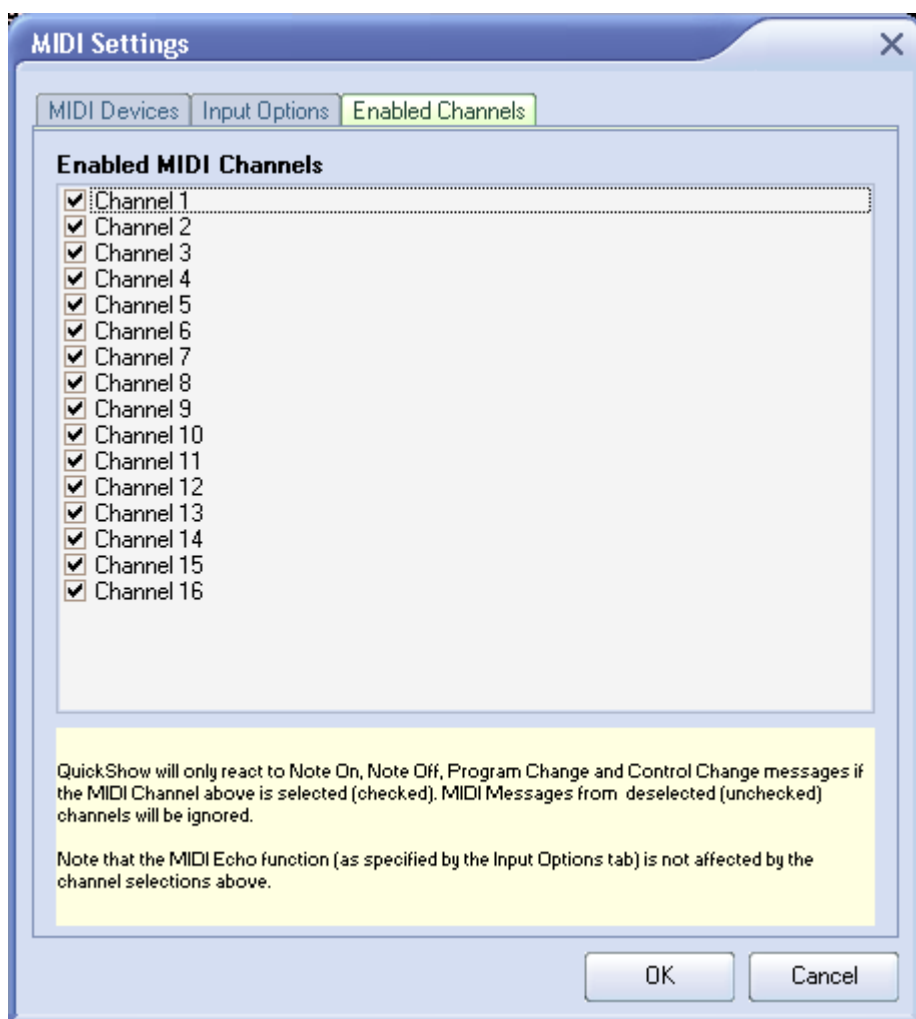 MIDI Settings
MIDI Devices Input Options Enabled Channels
Enabled MIDI Channels
Channel 1
Channel 2
Channel 3
Channel 4
Channel 5
Channel 6
Channel 7
Channel 8
Channel 9
Channel 10
Channel 11
Channel 12
Channel 13
Channel 14
Channel 15
Channel 16
QuickShow will only react to Note On, Note Off, Program Change and Control Change messages if
the MIDI Channel above is selected (checked). MIDI Messages from deselected (unchecked)
channels will be ignored.
Note that the MIDI Echo function (as specified by the Input Options tab) is not affected by the
channel selections above.
OK Cancel